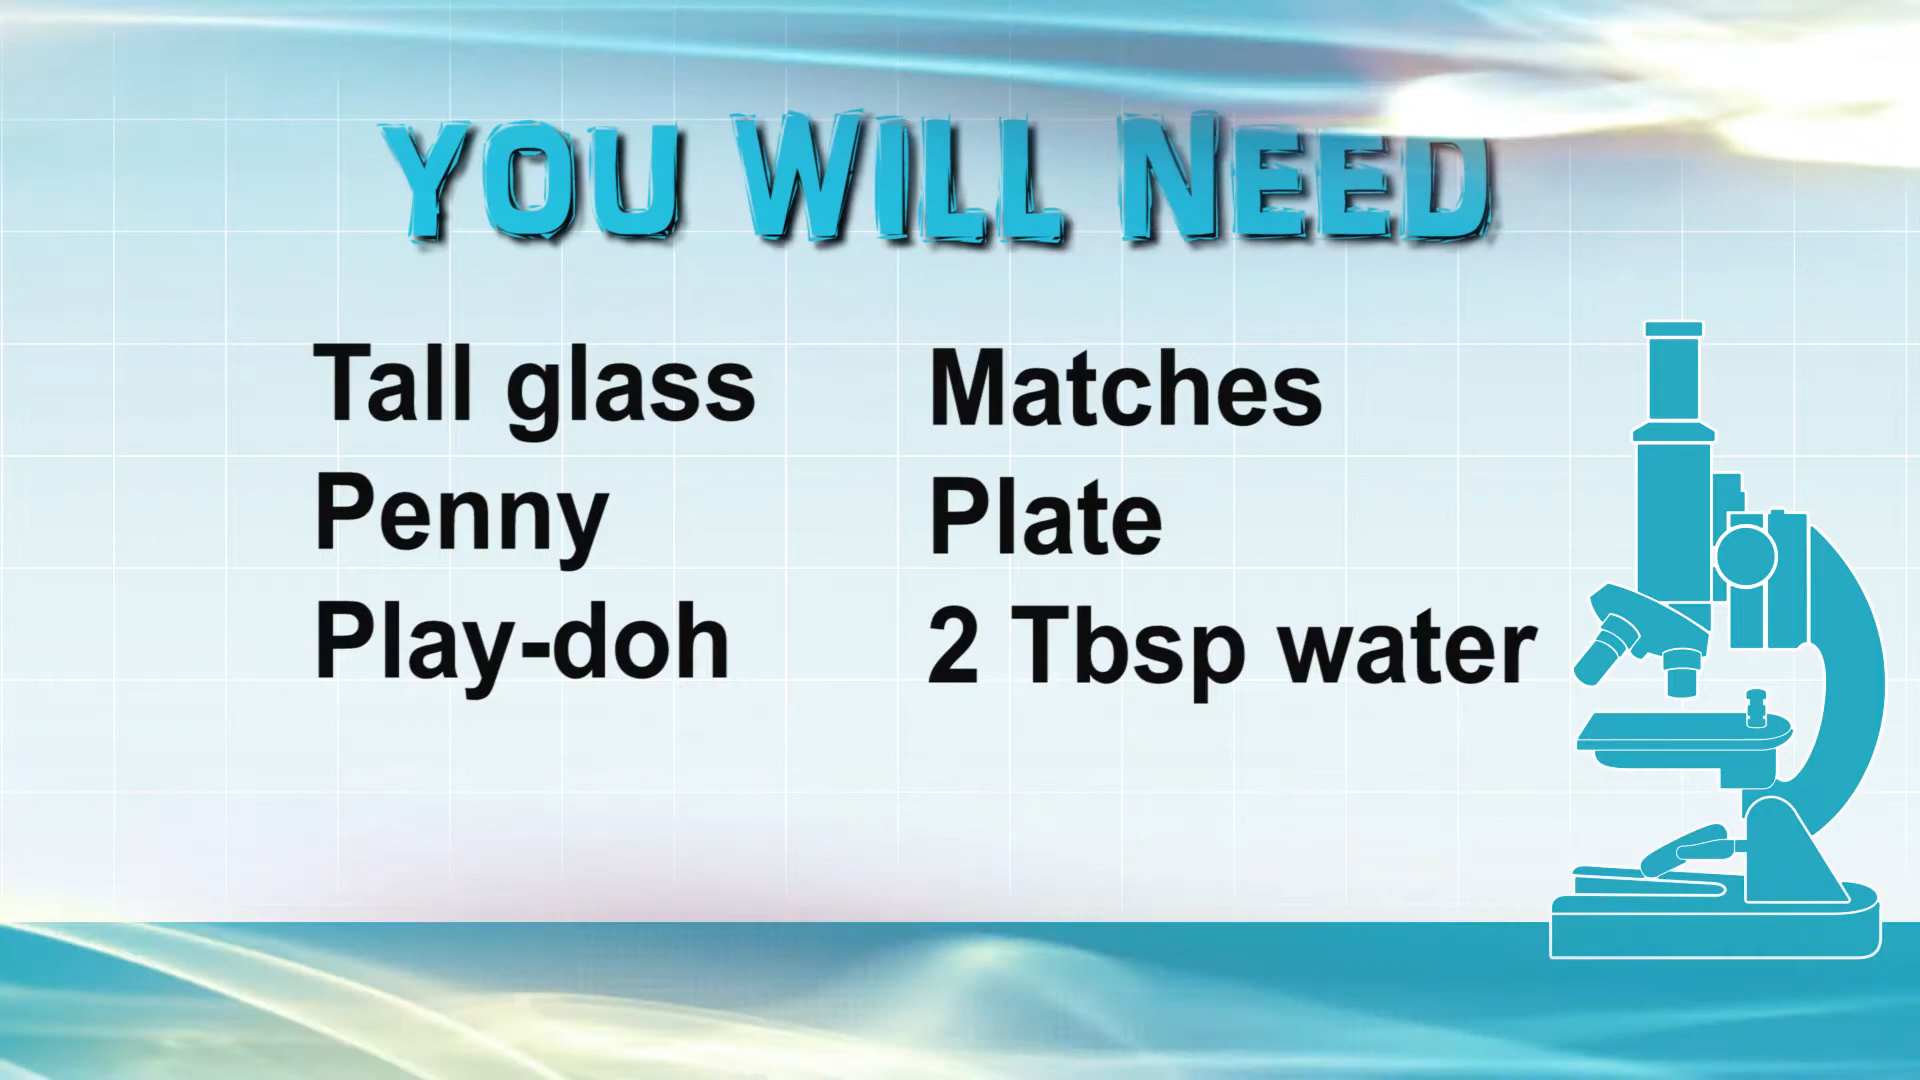 YOU WILL NEED
Tall glass
Penny
Play-doh
Matches
Plate
2 Tbsp water